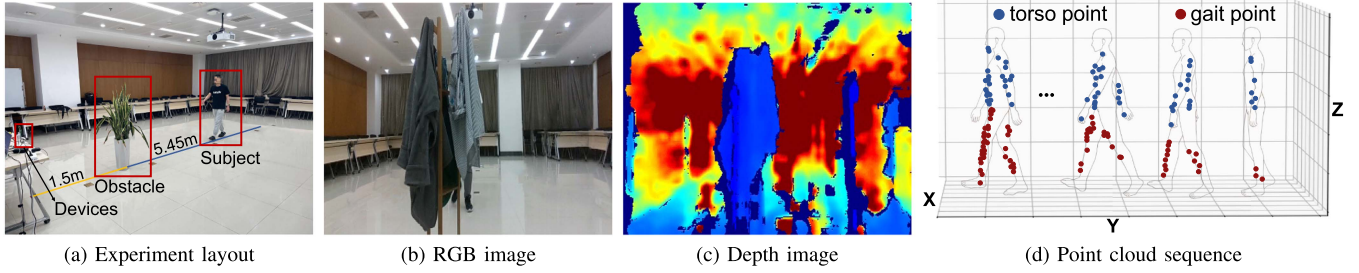 torso point
gait point
...
Z
5.45m
Subject
1.5m
Obstacle
Devices
X
Y
(a) Experiment layout
(b) RGB image
(c) Depth image
(d) Point cloud sequence